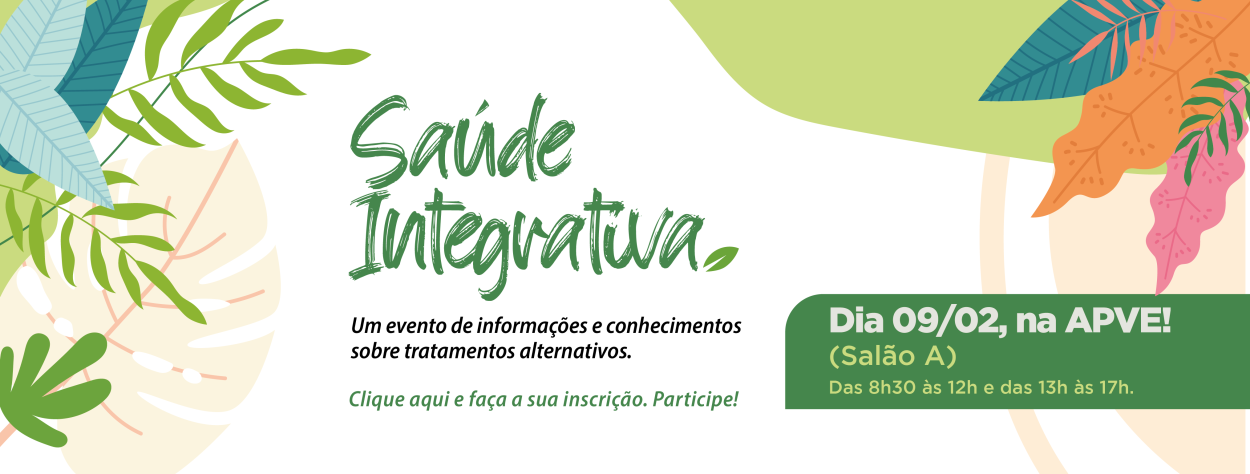 Saúde
Integrativa
Um evento de informações e conhecimentos
sobre tratamentos alternativos.
Clique aqui e faça a sua inscrição. Participe!
Dia 09/02, na APVE!
(Salão A)
Das 8h30 às 12h e das 13h às 17h.